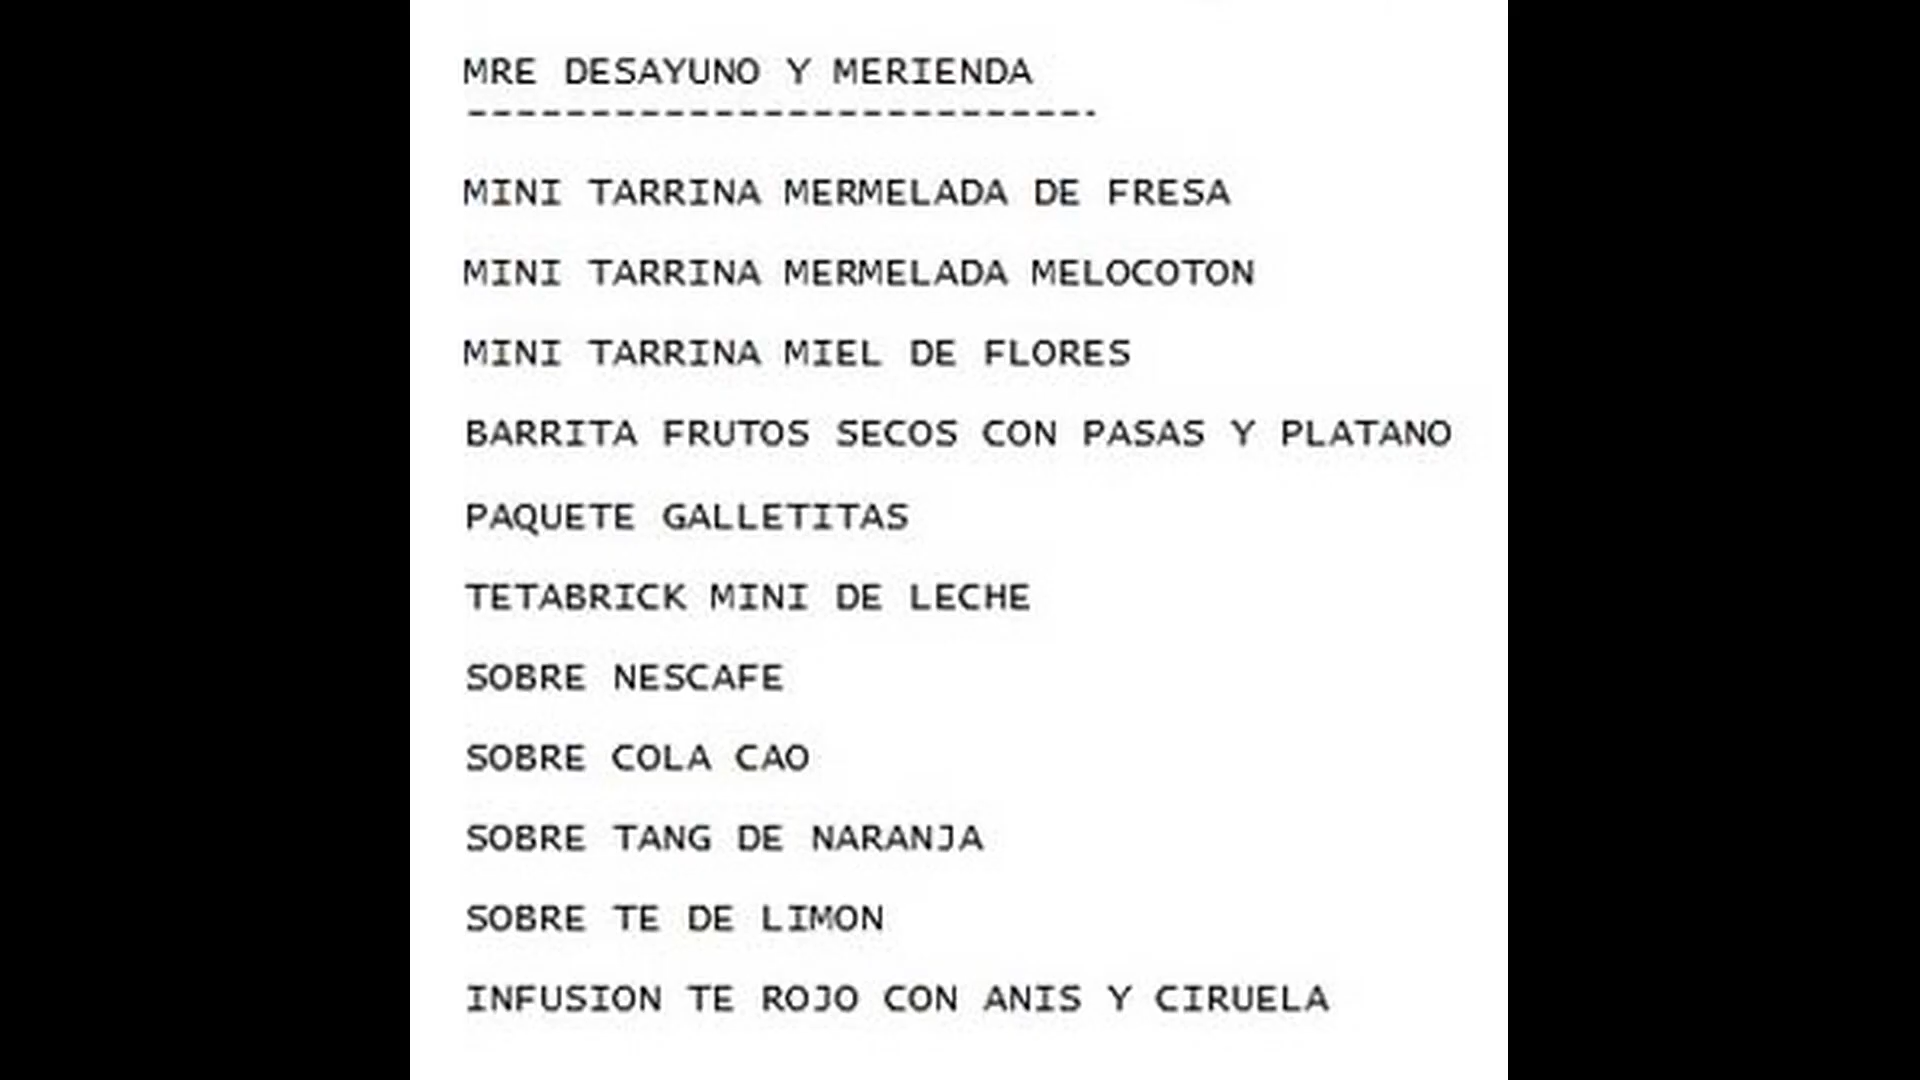 MRE DESAYUNO Y MERIENDA
--------------------------
MINI TARRINA MERMELADA DE FRESA
MINI TARRINA MERMELADA MELOCOTON
MINI TARRINA MIEL DE FLORES
BARRITA FRUTOS SECOS CON PASAS Y PLATANO
PAQUETE GALLETITAS
TETABRICK MINI DE LECHE
SOBRE NESCAFE
SOBRE COLA CAO
SOBRE TANG DE NARANJA
SOBRE TE DE LIMON
INFUSION TE ROJO CON ANIS Y CIRUELA